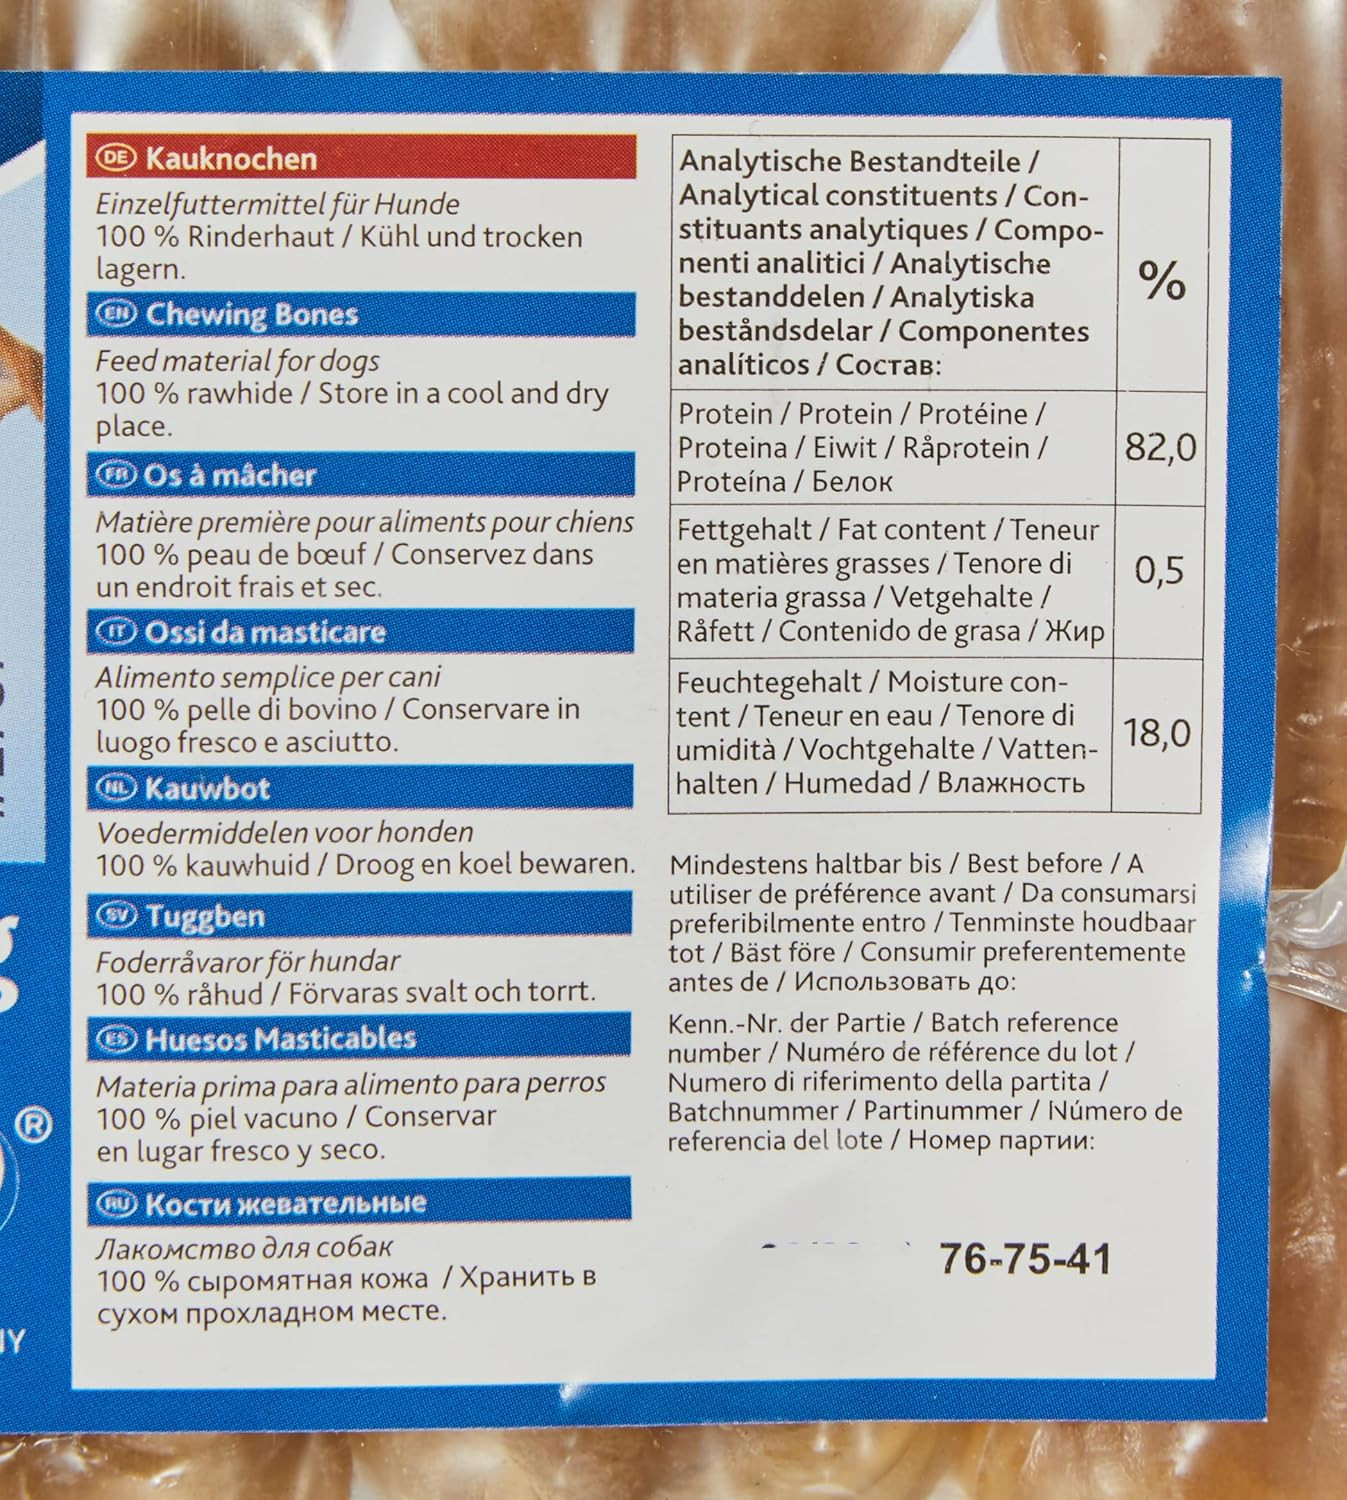 DE Kauknochen
Einzelfuttermittel für Hunde
100 % Rinderhaut / Kühl und trocken
lagern.
EN Chewing Bones
Feed material for dogs
100 % rawhide / Store in a cool and dry
place.
FR Os à mâcher
Matière première pour aliments pour chiens
100 % peau de bœuf / Conservez dans
un endroit frais et sec.
IT Ossi da masticare
Alimento semplice per cani
100 % pelle di bovino / Conservare in
luogo fresco e asciutto.
NL Kauwbot
Voedermiddelen voor honden
100 % kauwhuid / Droog en koel bewaren.
SV Tuggben
Foderråvaror för hundar
100 % råhud / Förvaras svalt och torrt.
ES Huesos Masticables
Materia prima para alimento para perros
100 % piel vacuno / Conservar
en lugar fresco y seco.
RU Кости жевательные
Лакомство для собак
100 % сыромятная кожа / Хранить в
сухом прохладном месте.
Analytische Bestandteile /
Analytical constituents / Con-
stituants analytiques / Compo-
nenti analitici / Analytische
bestanddelen / Analytiska
beståndsdelar / Componentes
analíticos / Состав:
%
Protein / Protein / Protéine /
Proteina / Eiwit / Råprotein /
Proteína / Белок
82,0
Fettgehalt / Fat content / Teneur
en matières grasses / Tenore di
materia grassa / Vetgehalte /
Råfett / Contenido de grasa / Жир
0,5
Feuchtegehalt / Moisture con-
tent / Teneur en eau / Tenore di
umidità / Vochtgehalte / Vatten-
halten / Humedad / Влажность
18,0
Mindestens haltbar bis / Best before / A
utiliser de préférence avant / Da consumarsi
preferibilmente entro / Tenminste houdbaar
tot / Bäst före / Consumir preferentemente
antes de / Использовать до:
Kenn.-Nr. der Partie / Batch reference
number / Numéro de référence du lot /
Numero di riferimento della partita /
Batchnummer / Partinummer / Número de
referencia del lote / Номер партии:
76-75-41
®